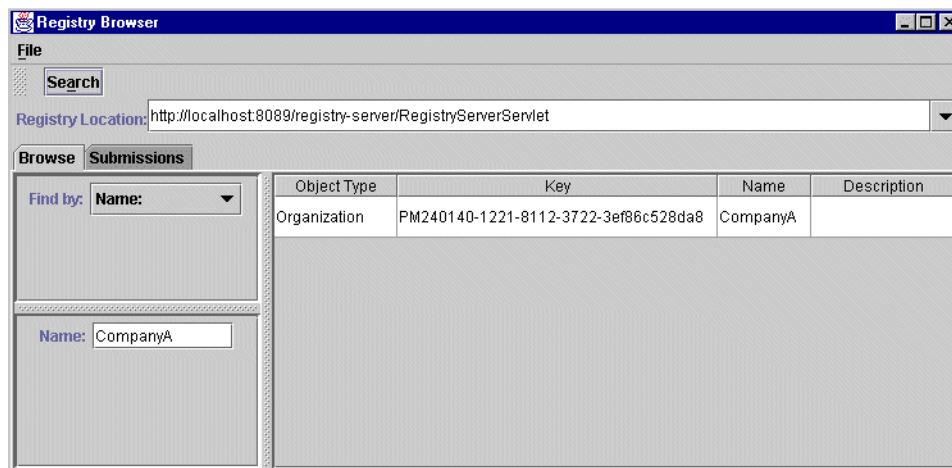 Registry Browser
File
Search
Registry Location: http://localhost:8089/registry-server/RegistryServerServlet
Browse Submissions
Find by: Name:
Object Type Key Name Description
Organization PM240140-1221-8112-3722-3ef86c528da8 CompanyA
Name: CompanyA